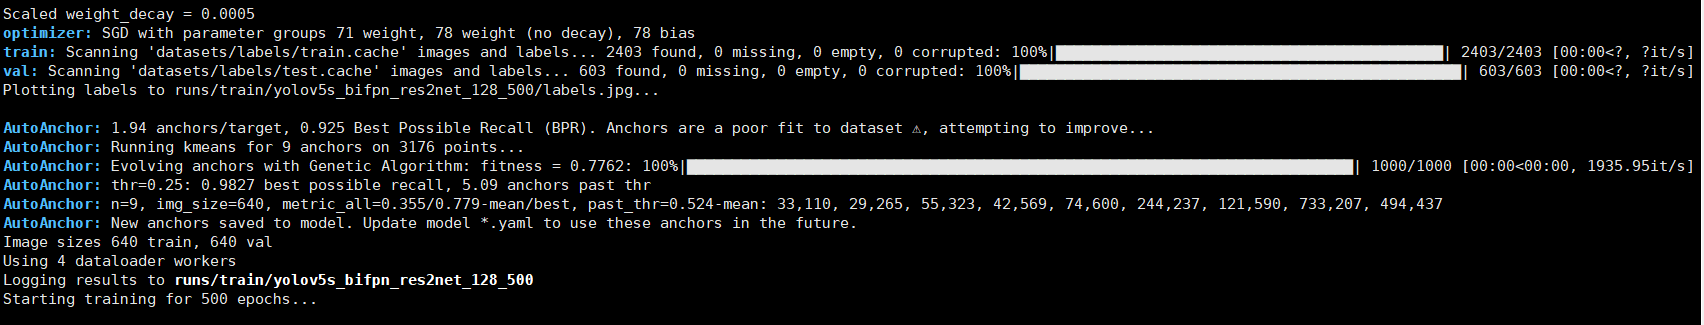 Scaled weight_decay = 0.0005
optimizer: SGD with parameter groups 71 weight, 78 weight (no decay), 78 bias
train: Scanning 'datasets/labels/train.cache' images and labels... 2403 found, 0 missing, 0 empty, 0 corrupted: 100%|██████████| 2403/2403 [00:00<?, ?it/s]
val: Scanning 'datasets/labels/test.cache' images and labels... 603 found, 0 missing, 0 empty, 0 corrupted: 100%|██████████| 603/603 [00:00<?, ?it/s]
Plotting labels to runs/train/yolov5s_bifpn_res2net_128_500/labels.jpg...
AutoAnchor: 1.94 anchors/target, 0.925 Best Possible Recall (BPR). Anchors are a poor fit to dataset ⚠, attempting to improve...
AutoAnchor: Running kmeans for 9 anchors on 3176 points...
AutoAnchor: Evolving anchors with Genetic Algorithm: fitness = 0.7762: 100%|██████████| 1000/1000 [00:00<00:00, 1935.95it/s]
AutoAnchor: thr=0.25: 0.9827 best possible recall, 5.09 anchors past thr
AutoAnchor: n=9, img_size=640, metric_all=0.355/0.779-mean/best, past_thr=0.524-mean: 33,110, 29,265, 55,323, 42,569, 74,600, 244,237, 121,590, 733,207, 494,437
AutoAnchor: New anchors saved to model. Update model *.yaml to use these anchors in the future.
Image sizes 640 train, 640 val
Using 4 dataloader workers
Logging results to runs/train/yolov5s_bifpn_res2net_128_500
Starting training for 500 epochs...